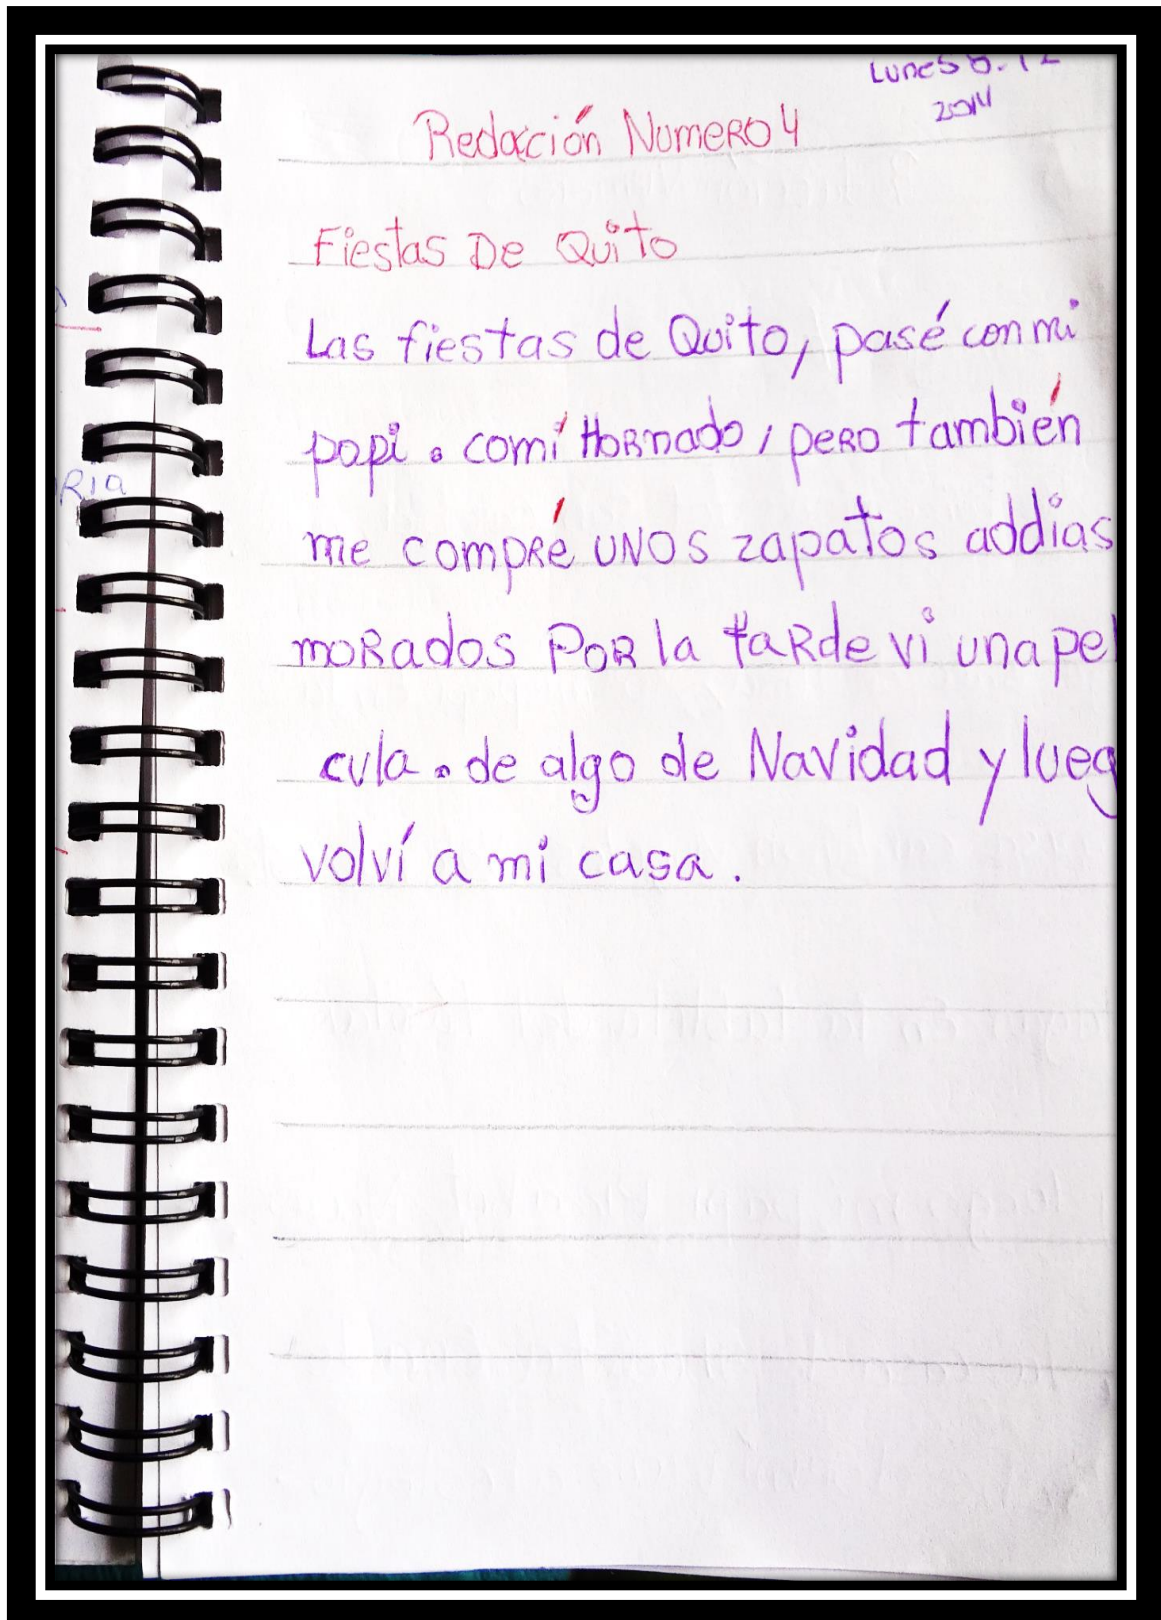 Lunes 8.12
2014
Redacción Numero 4
Fiestas De Quito
Las fiestas de Quito, pasé con mi
papi. comí Hornado, pero también
me compré unos zapatos addias
morados Por la tarde vi una pel
cula. de algo de Navidad y lueg
volví a mi casa.
RIA